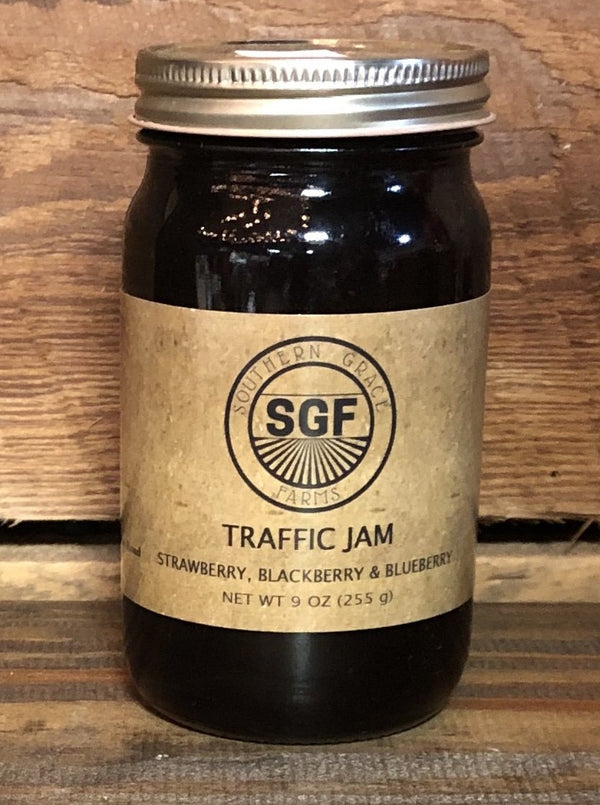 SOUTHERN GRACE
SGF
FARMS
TRAFFIC JAM
STRAWBERRY, BLACKBERRY & BLUEBERRY
NET WT 9 OZ (255 g)